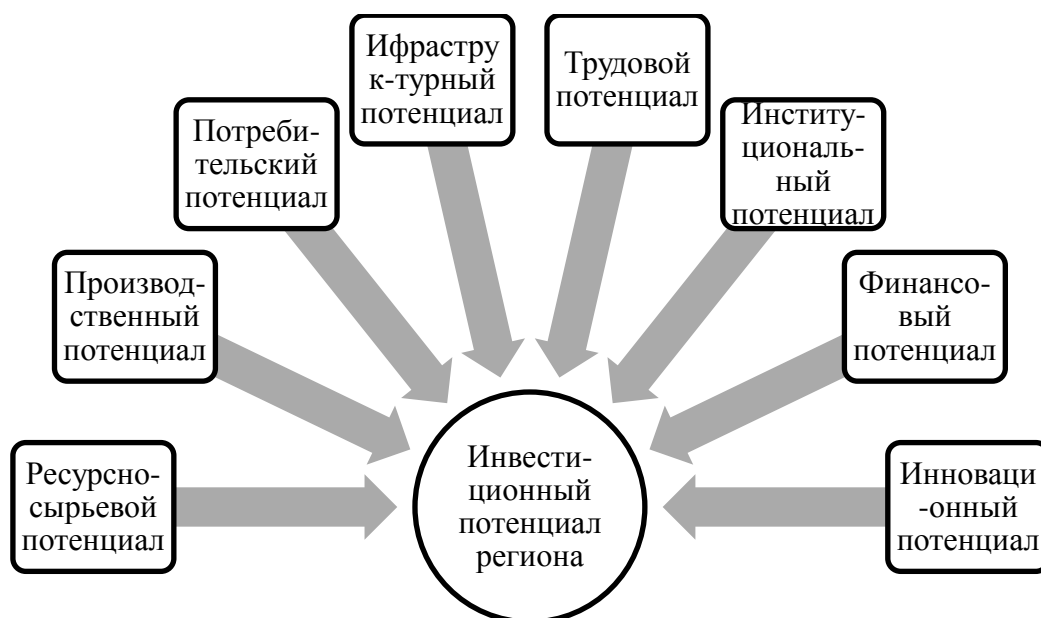 Ифрастру
к-турный
потенциал
Трудовой
потенциал
Потреби-
тельский
потенциал
Институ-
циональ-
ный
потенциал
Производ-
ственный
потенциал
Финансо-
вый
потенциал
Ресурсно-
сырьевой
потенциал
Инвести-
ционный
потенциал
региона
Инноваци
-онный
потенциал